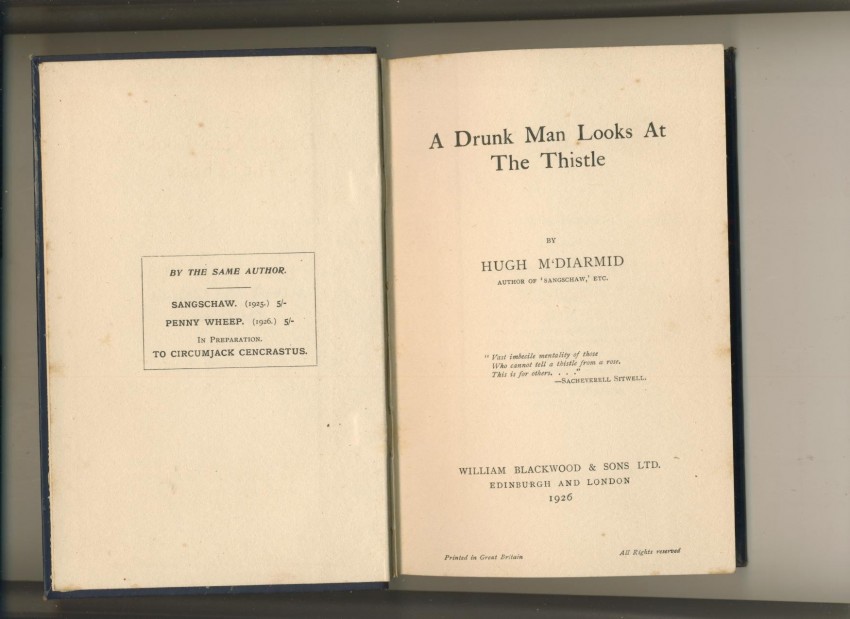 BY THE SAME AUTHOR.
SANGSCHAW. (1925.) 5/-
PENNY WHEEP. (1926.) 5/-
IN PREPARATION.
TO CIRCUMJACK CENCRASTUS.
A Drunk Man Looks At
The Thistle
BY
HUGH M‘DIARMID
AUTHOR OF ‘SANGSCHAW,’ ETC.
“Vast imbecile mentality of those
Who cannot tell a thistle from a rose,
This is for others. . . .”
—SACHEVERELL SITWELL.
WILLIAM BLACKWOOD & SONS LTD.
EDINBURGH AND LONDON
1926
Printed in Great Britain
All Rights reserved